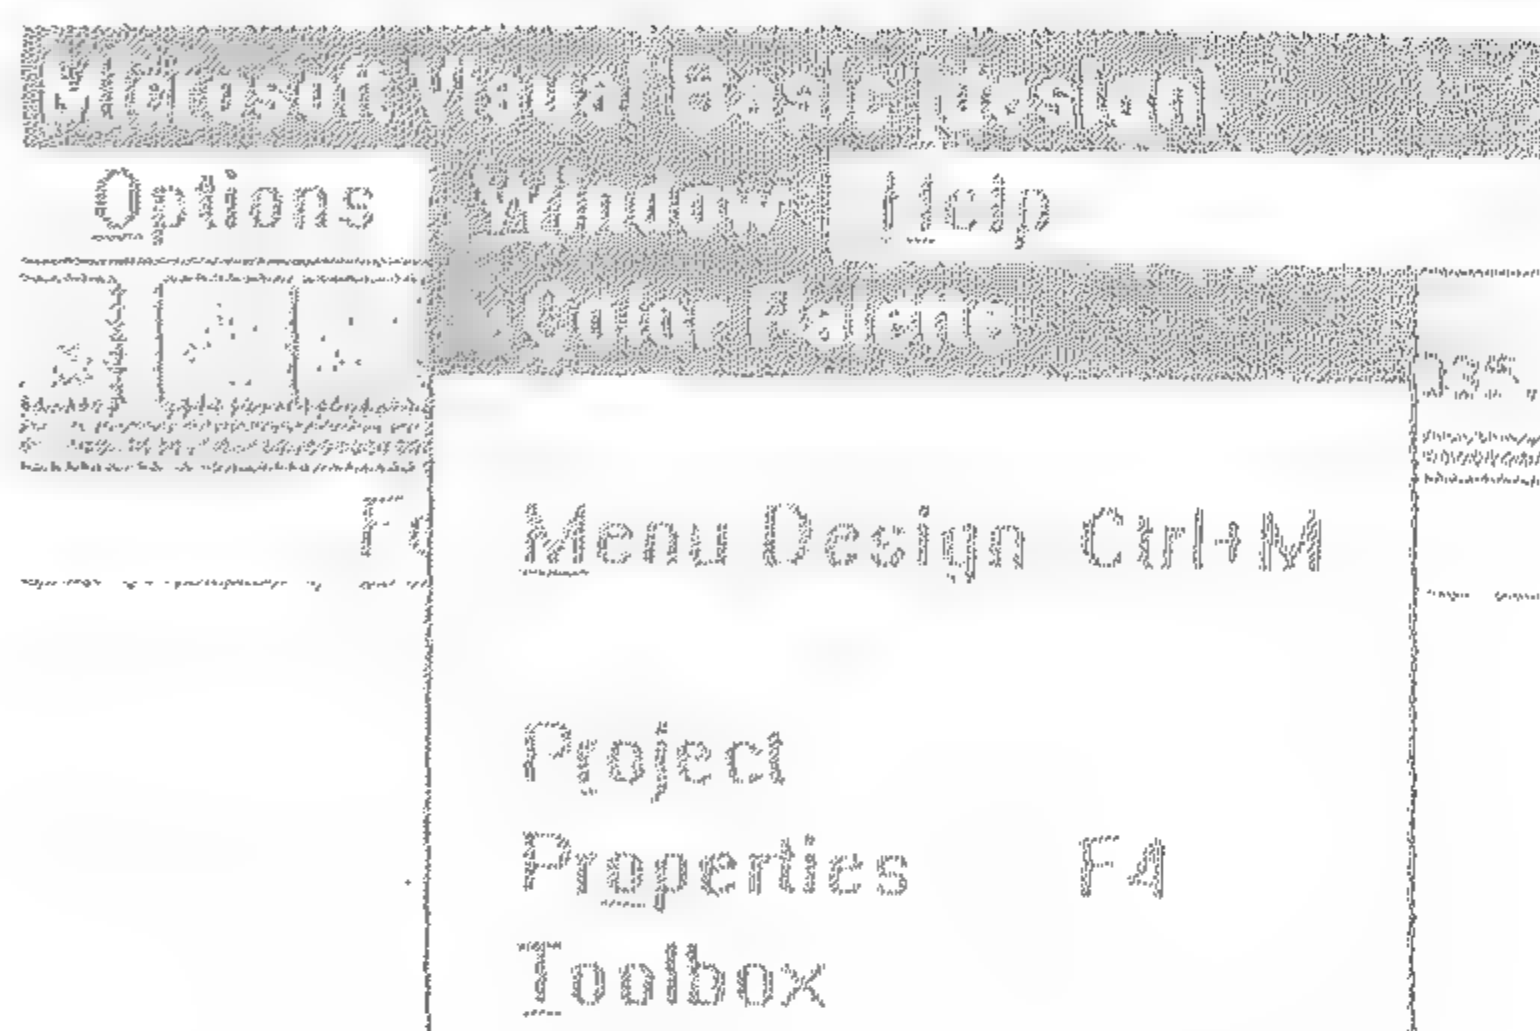 Microsoft Visual Basic [design]
Options Window Help
Color Palette
Menu Design Ctrl+M
Project
Properties F4
Toolbox